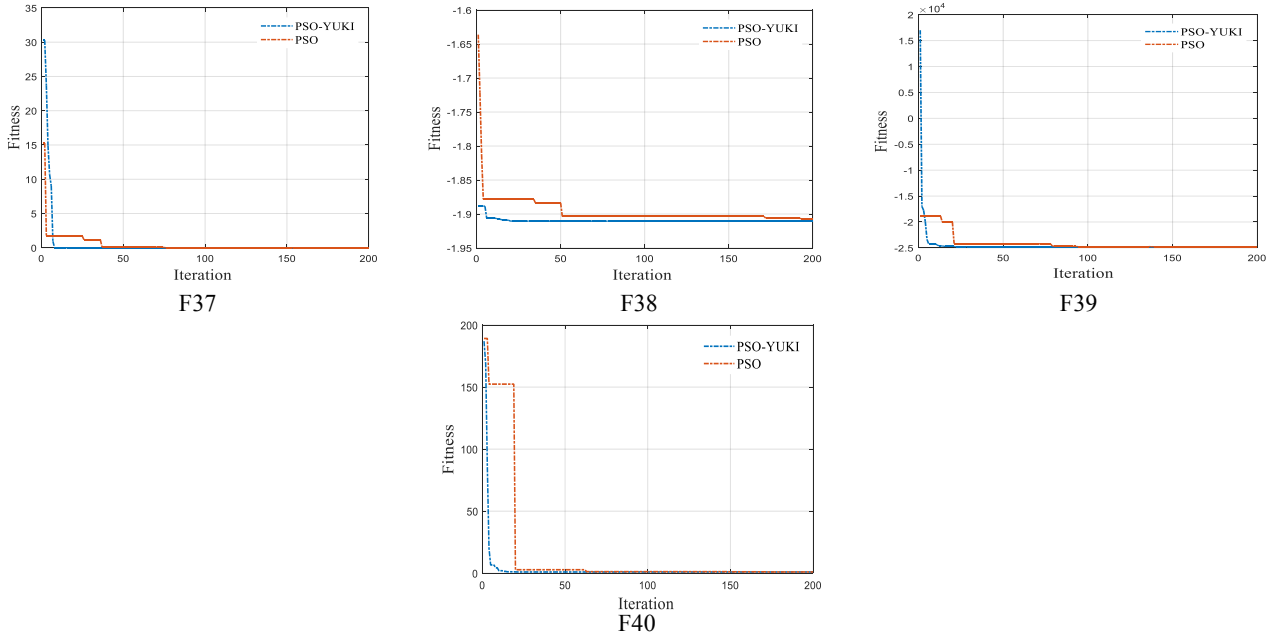 35
30
25
20
15
10
5
0
Fitness
PSO-YUKI
PSO
0
50
100
150
200
Iteration
F37
-1.6
-1.65
-1.7
-1.75
-1.8
-1.85
-1.9
-1.95
Fitness
PSO-YUKI
PSO
0
50
100
150
200
Iteration
F38
× 10⁴
2
1.5
1
0.5
0
-0.5
-1
-1.5
-2
-2.5
Fitness
PSO-YUKI
PSO
0
50
100
150
200
Iteration
F39
200
150
100
50
0
Fitness
PSO-YUKI
PSO
0
50
100
150
200
Iteration
F40